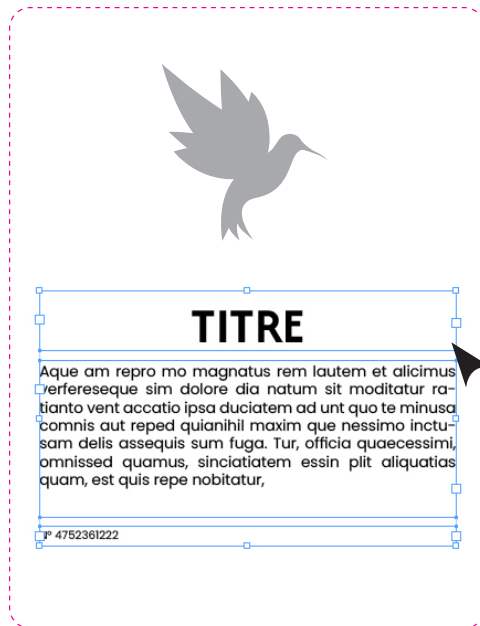 TITRE
Aque am repro mo magnatus rem lautem et alicimus
verfereseque sim dolore dia natum sit moditatur ra-
tianto vent accatio ipsa duciatem ad unt quo te minusa
comnis aut reped quianihil maxim que nessimo inctu-
sam delis assequis sum fuga. Tur, officia quaecessimi,
omnissed quamus, sinciatiatem essin plit aliquatias
quam, est quis repe nobitatur,
N° 4752361222